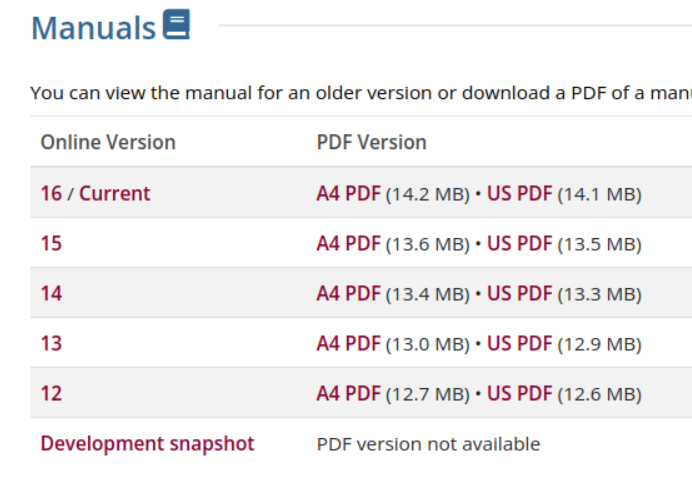 Manuals
You can view the manual for an older version or download a PDF of a
Online Version PDF Version
16 / Current A4 PDF (14.2 MB) • US PDF (14.1 MB)
15 A4 PDF (13.6 MB) • US PDF (13.5 MB)
14 A4 PDF (13.4 MB) • US PDF (13.3 MB)
13 A4 PDF (13.0 MB) • US PDF (12.9 MB)
12 A4 PDF (12.7 MB) • US PDF (12.6 MB)
Development snapshot PDF version not available